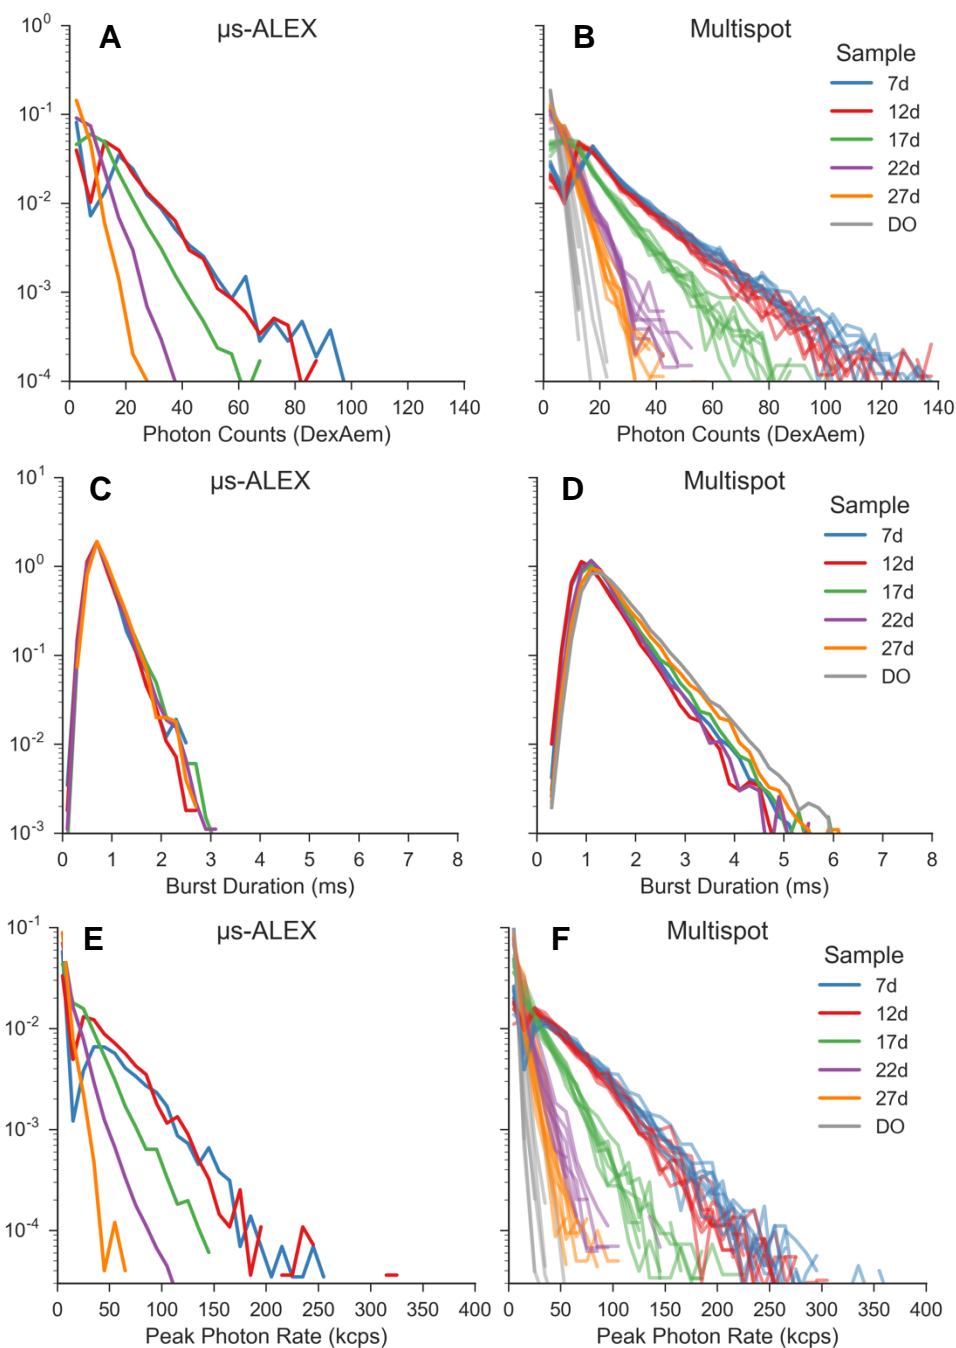 A µs-ALEX
10^0
10^-1
10^-2
10^-3
10^-4
0 20 40 60 80 100 120 140
Photon Counts (DexAem)
B Multispot
Sample
7d
12d
17d
22d
27d
DO
0 20 40 60 80 100 120 140
Photon Counts (DexAem)
C µs-ALEX
10^1
10^0
10^-1
10^-2
10^-3
0 1 2 3 4 5 6 7 8
Burst Duration (ms)
D Multispot
Sample
7d
12d
17d
22d
27d
DO
0 1 2 3 4 5 6 7 8
Burst Duration (ms)
E µs-ALEX
10^-1
10^-2
10^-3
10^-4
0 50 100 150 200 250 300 350 400
Peak Photon Rate (kcps)
F Multispot
Sample
7d
12d
17d
22d
27d
DO
0 50 100 150 200 250 300 350 400
Peak Photon Rate (kcps)